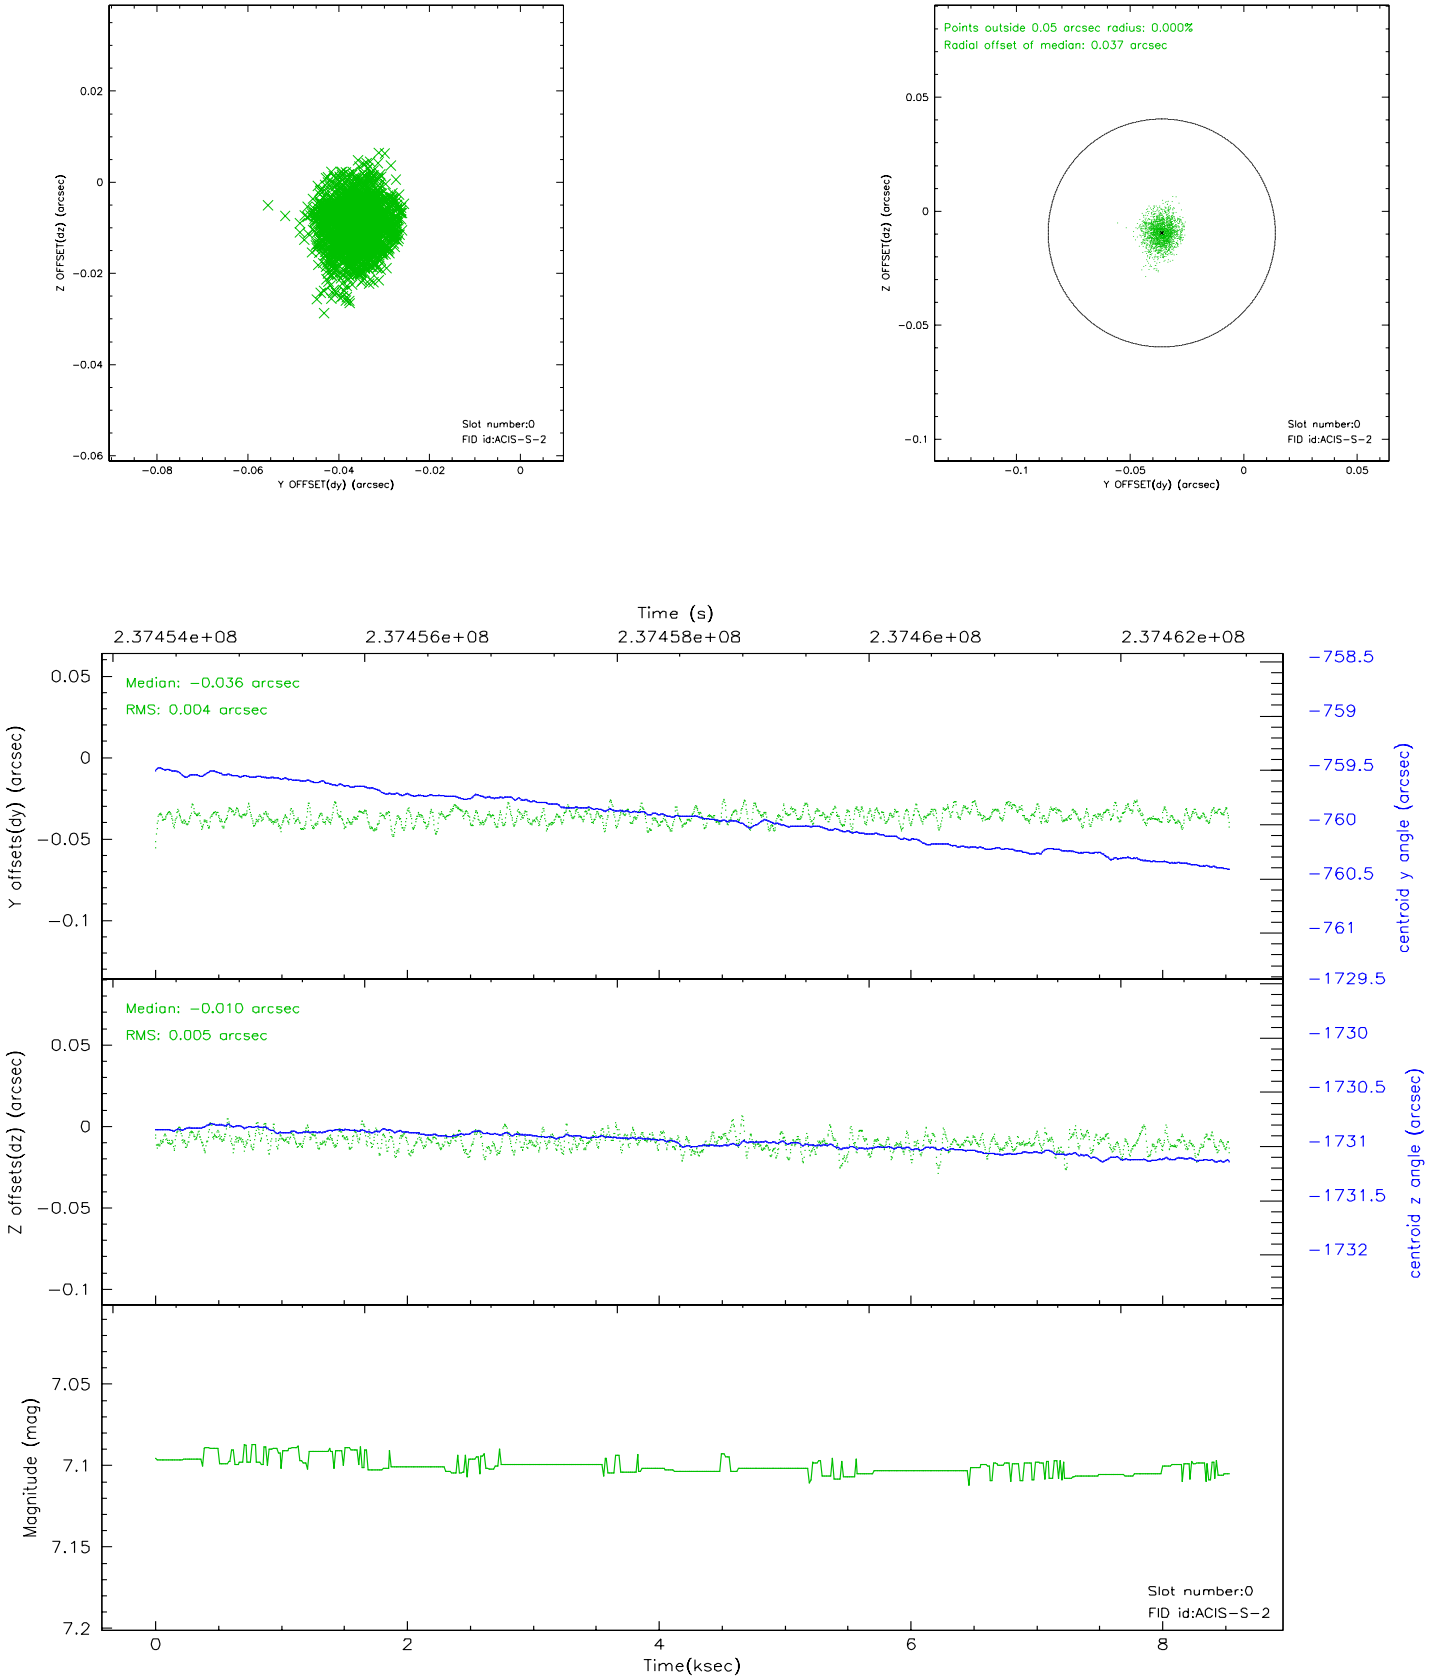 0.02
0
-0.02
-0.04
-0.06
Z OFFSET(dz) (arcsec)
-0.08
-0.06
-0.04
-0.02
0
Y OFFSET(dy) (arcsec)
Slot number:0
FID id:ACIS-S-2
Points outside 0.05 arcsec radius: 0.000%
Radial offset of median: 0.037 arcsec
0.05
0
-0.05
-0.1
Z OFFSET(dz) (arcsec)
-0.1
-0.05
0
0.05
Y OFFSET(dy) (arcsec)
Slot number:0
FID id:ACIS-S-2
Time (s)
2.37454e+08
2.37456e+08
2.37458e+08
2.3746e+08
2.37462e+08
0.05
0
-0.05
-0.1
Y offsets(dy) (arcsec)
Median: -0.036 arcsec
RMS: 0.004 arcsec
-758.5
-759
-759.5
-760
-760.5
-761
centroid y angle (arcsec)
0.05
0
-0.05
-0.1
Z offsets(dz) (arcsec)
Median: -0.010 arcsec
RMS: 0.005 arcsec
-1729.5
-1730
-1730.5
-1731
-1731.5
-1732
centroid z angle (arcsec)
7.05
7.1
7.15
7.2
Magnitude (mag)
Slot number:0
FID id:ACIS-S-2
0
2
4
6
8
Time(ksec)